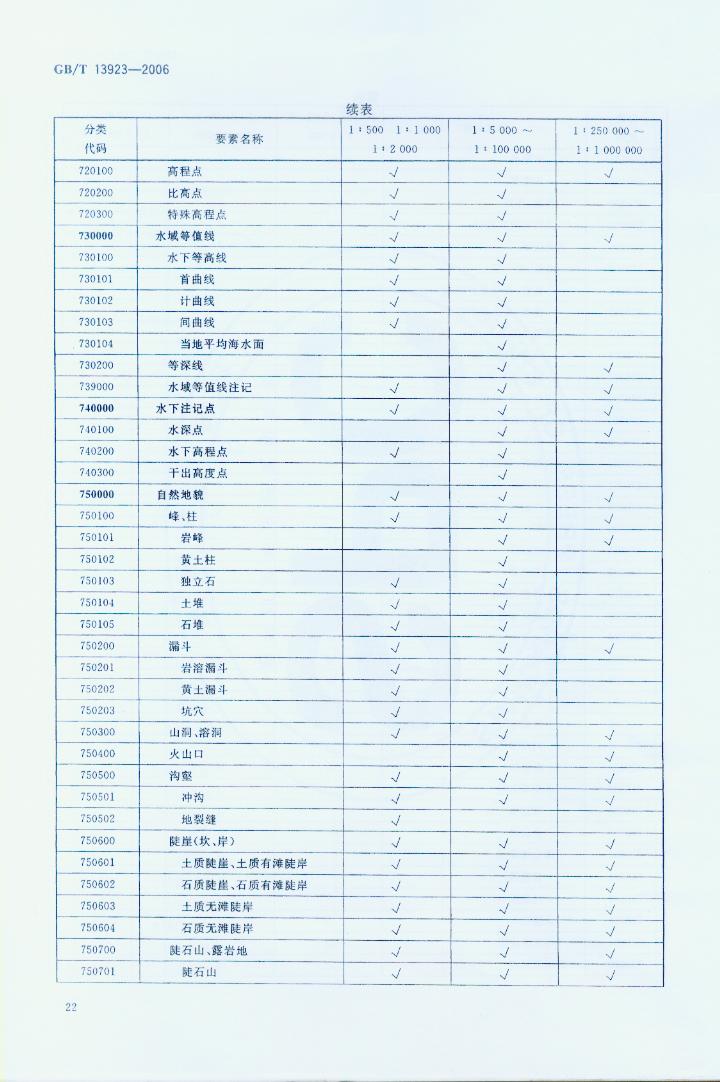 GB/T 13923—2006
续表
分类代码 要素名称 1∶500 1∶1 000 1∶2 000 1∶5 000～1∶100 000 1∶250 000～1∶1 000 000
720100 高程点 √ √ √
720200 比高点 √ √
720300 特殊高程点 √ √
730000 水域等值线 √ √ √
730100 水下等高线 √ √
730101 首曲线 √ √
730102 计曲线 √ √
730103 间曲线 √ √
730104 当地平均海水面 √
730200 等深线 √ √
739000 水域等值线注记 √ √ √
740000 水下注记点 √ √ √
740100 水深点 √ √
740200 水下高程点 √ √
740300 干出高度点 √
750000 自然地貌 √ √ √
750100 峰、柱 √ √ √
750101 岩峰 √ √
750102 黄土柱 √
750103 独立石 √ √
750104 土堆 √ √
750105 石堆 √ √
750200 漏斗 √ √ √
750201 岩溶漏斗 √ √
750202 黄土漏斗 √ √
750203 坑穴 √ √
750300 山洞、溶洞 √ √ √
750400 火山口 √ √
750500 沟壑 √ √ √
750501 冲沟 √ √ √
750502 地裂缝 √
750600 陡崖(坎、岸) √ √ √
750601 土质陡崖、土质有滩陡岸 √ √ √
750602 石质陡崖、石质有滩陡岸 √ √ √
750603 土质无滩陡岸 √ √ √
750604 石质无滩陡岸 √ √ √
750700 陡石山、露岩地 √ √ √
750701 陡石山 √ √ √
22